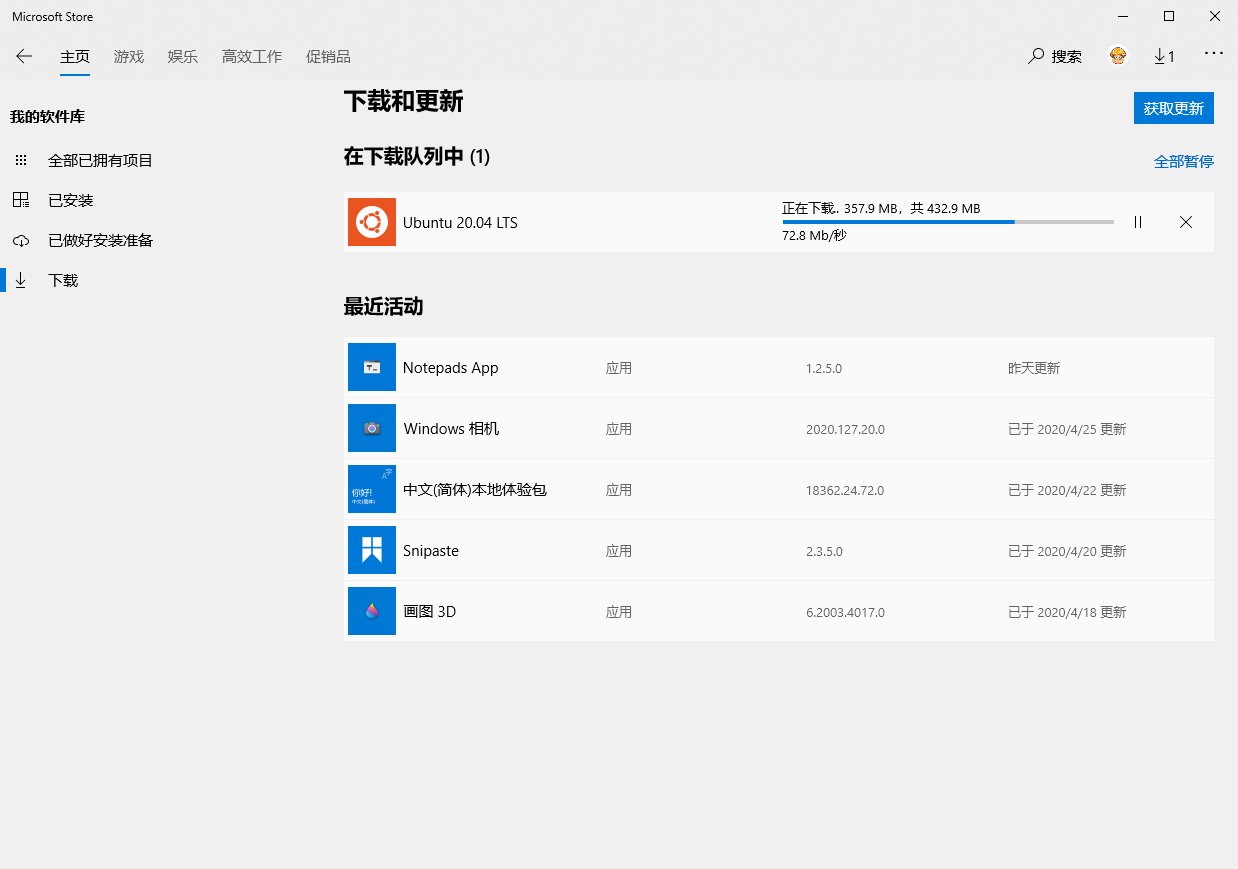 Microsoft Store
主页 游戏 娱乐 高效工作 促销品 搜索 1
我的软件库
全部已拥有项目
已安装
已做好安装准备
下载
下载和更新
获取更新
在下载队列中 (1)
全部暂停
Ubuntu 20.04 LTS
正在下载.. 357.9 MB，共 432.9 MB
72.8 Mb/秒
最近活动
Notepads App 应用 1.2.5.0 昨天更新
Windows 相机 应用 2020.127.20.0 已于 2020/4/25 更新
A字
你好!
中文(简体)
中文(简体)本地体验包 应用 18362.24.72.0 已于 2020/4/22 更新
Snipaste 应用 2.3.5.0 已于 2020/4/20 更新
画图 3D 应用 6.2003.4017.0 已于 2020/4/18 更新